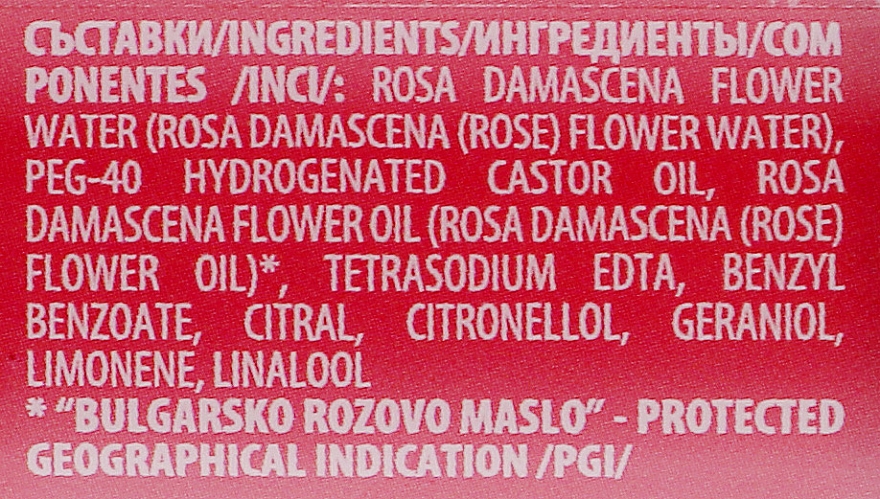 СЪСТАВКИ/INGREDIENTS/ИНГРЕДИЕНТЫ/COM
PONENTES /INCI/: ROSA DAMASCENA FLOWER
WATER (ROSA DAMASCENA (ROSE) FLOWER WATER),
PEG-40 HYDROGENATED CASTOR OIL, ROSA
DAMASCENA FLOWER OIL (ROSA DAMASCENA (ROSE)
FLOWER OIL)*, TETRASODIUM EDTA, BENZYL
BENZOATE, CITRAL, CITRONELLOL, GERANIOL,
LIMONENE, LINALOOL
* “BULGARSKO ROZOVO MASLO” - PROTECTED
GEOGRAPHICAL INDICATION /PGI/